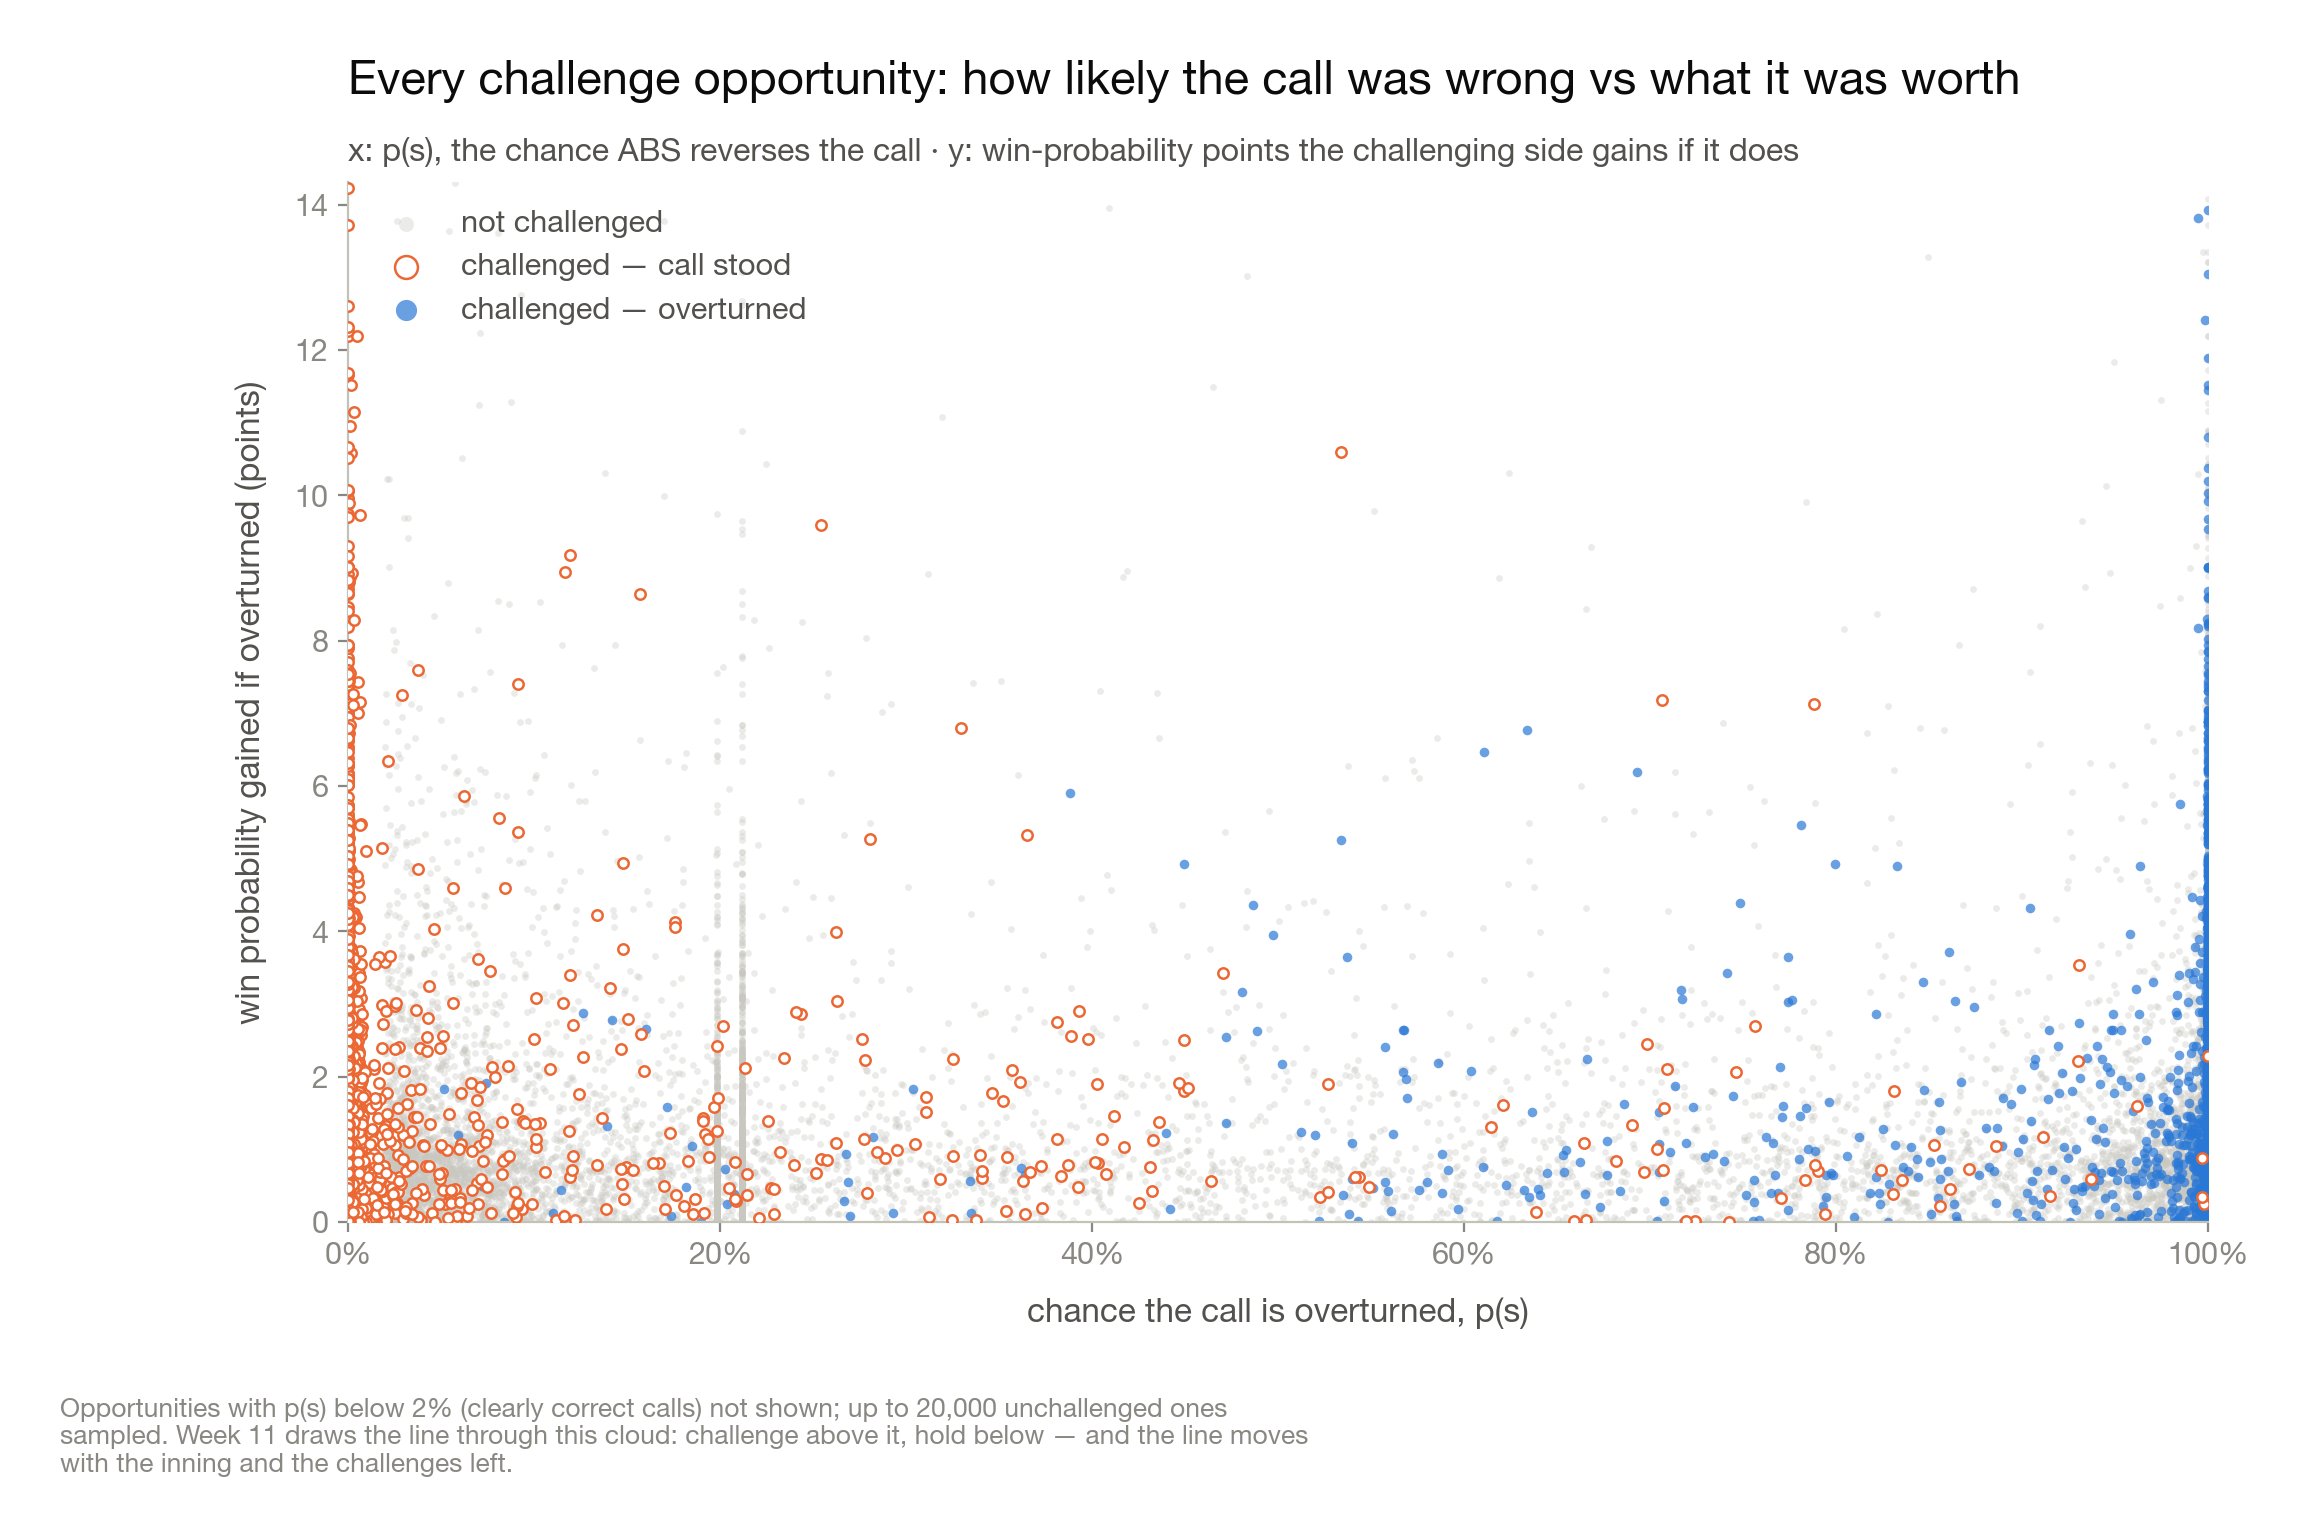 Every challenge opportunity: how likely the call was wrong vs what it was worth
x: p(s), the chance ABS reverses the call · y: win-probability points the challenging side gains if it does
not challenged
challenged — call stood
challenged — overturned
win probability gained if overturned (points)
14
12
10
8
6
4
2
0
0%
20%
40%
60%
80%
100%
chance the call is overturned, p(s)
Opportunities with p(s) below 2% (clearly correct calls) not shown; up to 20,000 unchallenged ones
sampled. Week 11 draws the line through this cloud: challenge above it, hold below — and the line moves
with the inning and the challenges left.